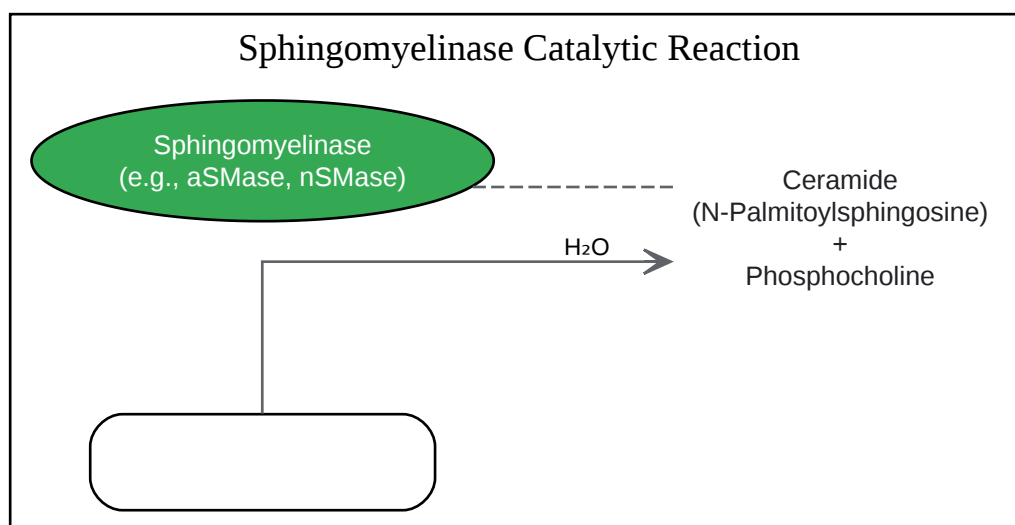 Sphingomyelinase Catalytic Reaction
Sphingomyelinase
(e.g., aSMase, nSMase)
Ceramide
(N-Palmitoylsphingosine)
+
Phosphocholine
H₂O